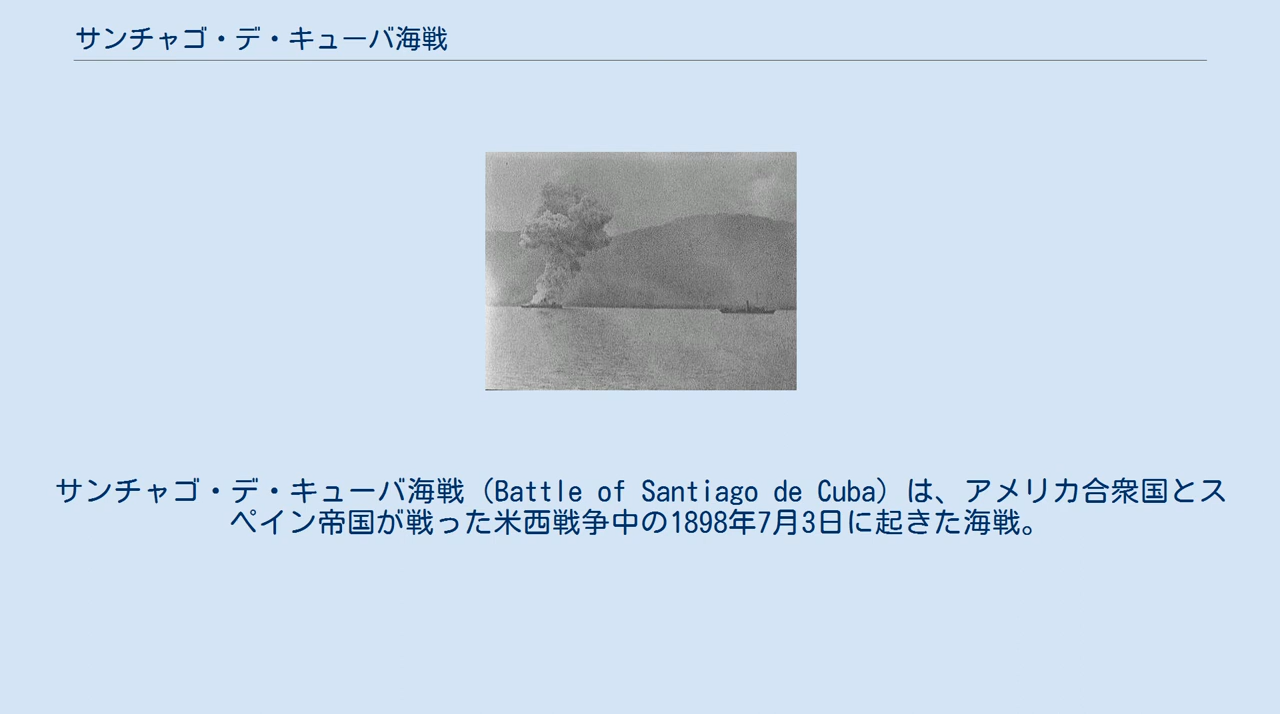 サンチャゴ・デ・キューバ海戦
サンチャゴ・デ・キューバ海戦（Battle of Santiago de Cuba）は、アメリカ合衆国とス
ペイン帝国が戦った米西戦争中の1898年7月3日に起きた海戦。